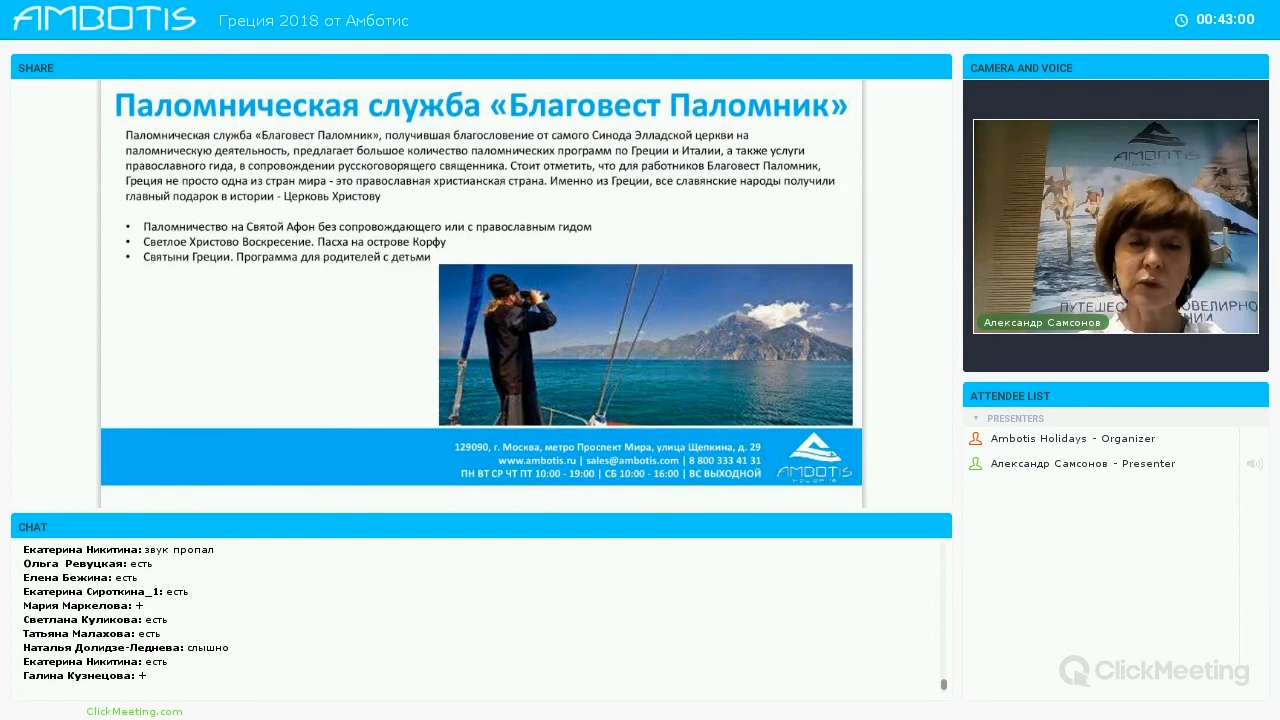 AMBOTIS
Греция 2018 от Амботис
00:43:00
SHARE
Паломническая служба «Благовест Паломник»
Паломническая служба «Благовест Паломник», получившая благословение от самого Синода Элладской церкви на
паломническую деятельность, предлагает большое количество паломнических программ по Греции и Италии, а также услуги
православного гида, в сопровождении русскоговорящего священника. Стоит отметить, что для работников Благовест Паломник,
Греция не просто одна из стран мира - это православная христианская страна. Именно из Греции, все славянские народы получили
главный подарок в истории - Церковь Христову
• Паломничество на Святой Афон без сопровождающего или с православным гидом
• Светлое Христово Воскресение. Пасха на острове Корфу
• Святыни Греции. Программа для родителей с детьми
129090, г. Москва, метро Проспект Мира, улица Щепкина, д. 29
www.ambotis.ru | sales@ambotis.com | 8 800 333 41 31
ПН ВТ СР ЧТ ПТ 10:00 - 19:00 | СБ 10:00 - 16:00 | ВС ВЫХОДНОЙ
AMBOTIS
HOLIDAYS
CAMERA AND VOICE
AMBOTIS
Александр Самсонов
ATTENDEE LIST
PRESENTERS
Ambotis Holidays - Organizer
Александр Самсонов - Presenter
CHAT
Екатерина Никитина: звук пропал
Ольга Ревуцкая: есть
Елена Бежина: есть
Екатерина Сироткина_1: есть
Мария Маркелова: +
Светлана Куликова: есть
Татьяна Малахова: есть
Наталья Долидзе-Леднева: слышно
Екатерина Никитина: есть
Галина Кузнецова: +
ClickMeeting
ClickMeeting.com